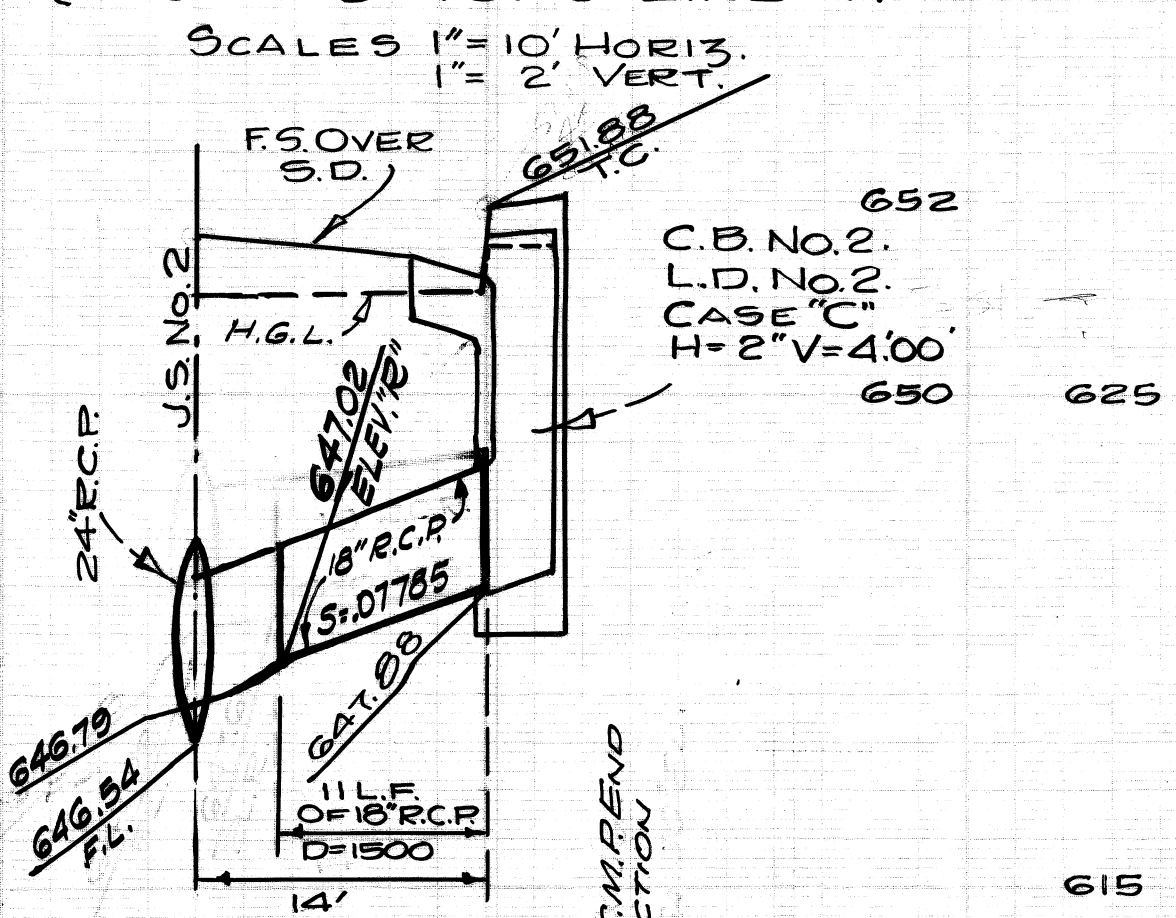 SCALES 1"=10' HORIZ.
1"= 2' VERT.
F.S. OVER
S.D.
651.88
T.C.
652
C.B. No. 2.
L.D. No. 2.
CASE "C"
H=2" V=4.'00'
650
625
J.S. No. 2
H.G.L.
647.02
ELEV. "R"
24" R.C.P.
18" R.C.P.
S=.07785
647.88
646.79
646.54
F.L.
11 L.F.
OF 18" R.C.P.
D=1500
14'
.M.P. END
CTION
615